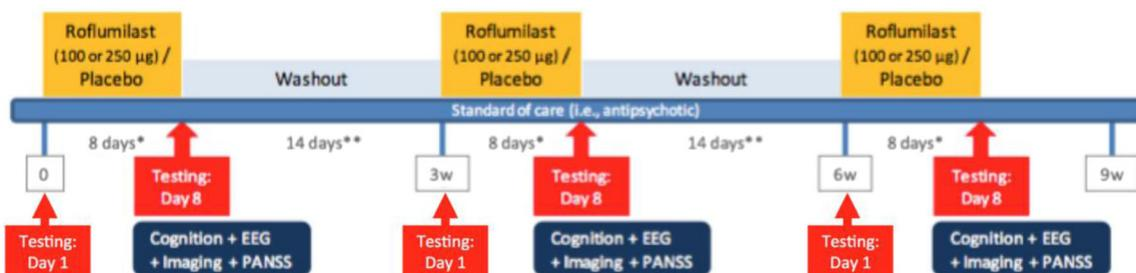 Roflumilast
(100 or 250 µg) /
Placebo
Washout
Roflumilast
(100 or 250 µg) /
Placebo
Washout
Roflumilast
(100 or 250 µg) /
Placebo
Standard of care (i.e., antipsychotic)
8 days*
14 days**
8 days*
14 days**
8 days*
0
Testing:
Day 8
3w
Testing:
Day 8
6w
Testing:
Day 8
9w
Testing:
Day 1
Cognition + EEG
+ Imaging + PANSS
Testing:
Day 1
Cognition + EEG
+ Imaging + PANSS
Testing:
Day 1
Cognition + EEG
+ Imaging + PANSS